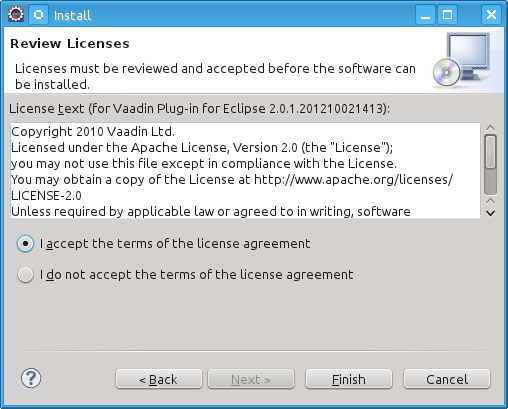 Install
Review Licenses
Licenses must be reviewed and accepted before the software can
be installed.
License text (for Vaadin Plug-in for Eclipse 2.0.1.201210021413):
Copyright 2010 Vaadin Ltd.
Licensed under the Apache License, Version 2.0 (the "License");
you may not use this file except in compliance with the License.
You may obtain a copy of the License at http://www.apache.org/licenses/
LICENSE-2.0
Unless required by applicable law or agreed to in writing, software
I accept the terms of the license agreement
I do not accept the terms of the license agreement
? < Back Next > Finish Cancel